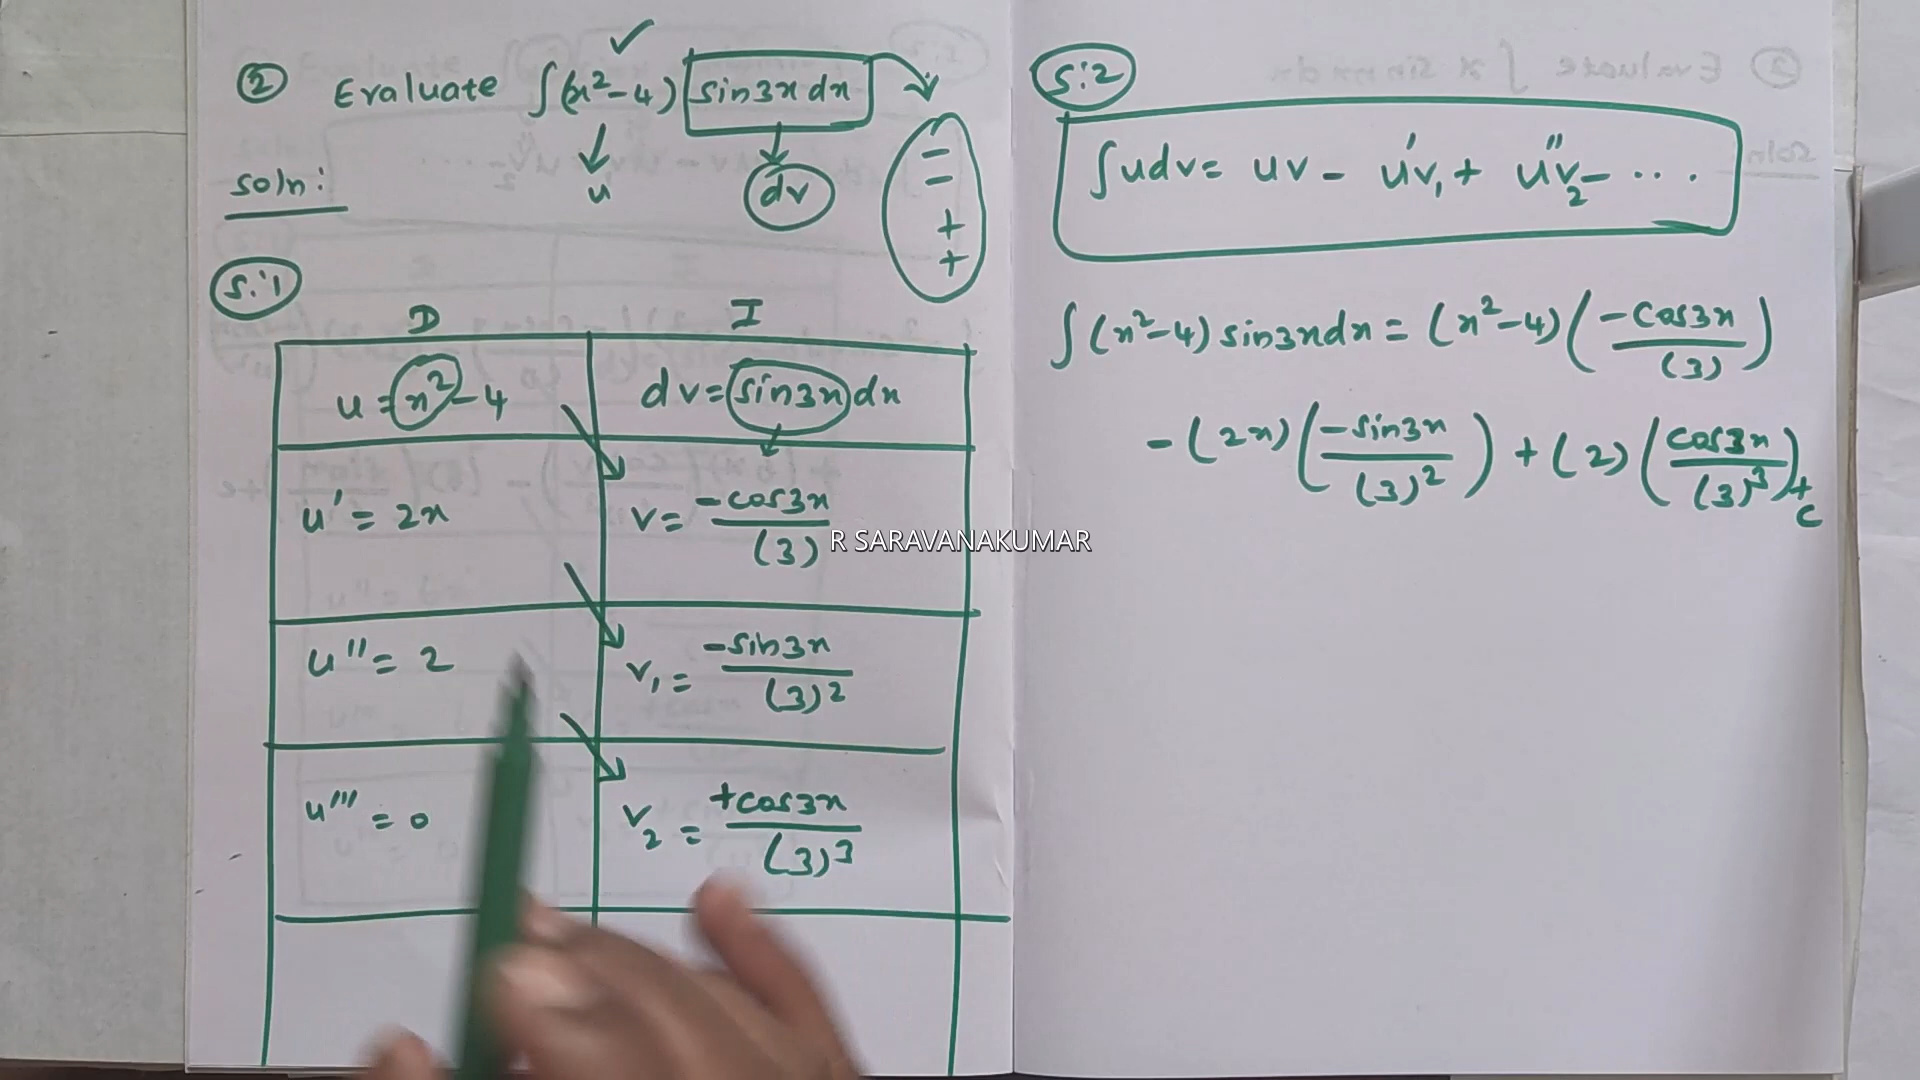 ② Evaluate ∫(x²-4) sin3x dx
u
dv
-
-
+
+
soln:
S:1
D I
u = x²-4 dv = sin3x dx
u' = 2x v = -cos3x/(3)
u'' = 2 v₁ = -sin3x/(3)²
u''' = 0 v₂ = +cos3x/(3)³
S:2
∫udv = uv - u'v₁ + u''v₂ - ...
∫(x²-4) sin3x dx = (x²-4)(-cos3x/(3))
-(2x)(-sin3x/(3)²) + (2)(cos3x/(3)³) + c
R SARAVANAKUMAR